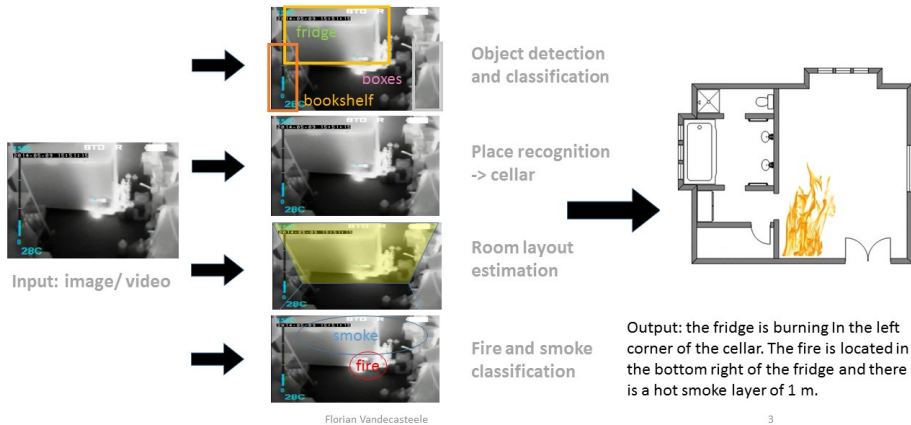 fridge
boxes
bookshelf
28C
Object detection
and classification
Place recognition
-> cellar
28C
Input: image/ video
Room layout
estimation
smoke
fire
Fire and smoke
classification
Output: the fridge is burning In the left
corner of the cellar. The fire is located in
the bottom right of the fridge and there
is a hot smoke layer of 1 m.
Florian Vandecasteele
3